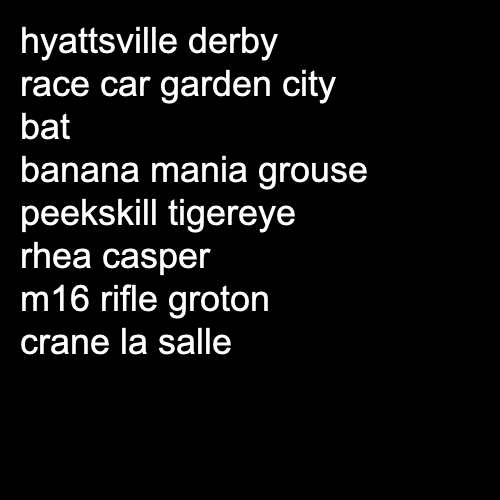 hyattsville derby
race car garden city
bat
banana mania grouse
peekskill tigereye
rhea casper
m16 rifle groton
crane la salle